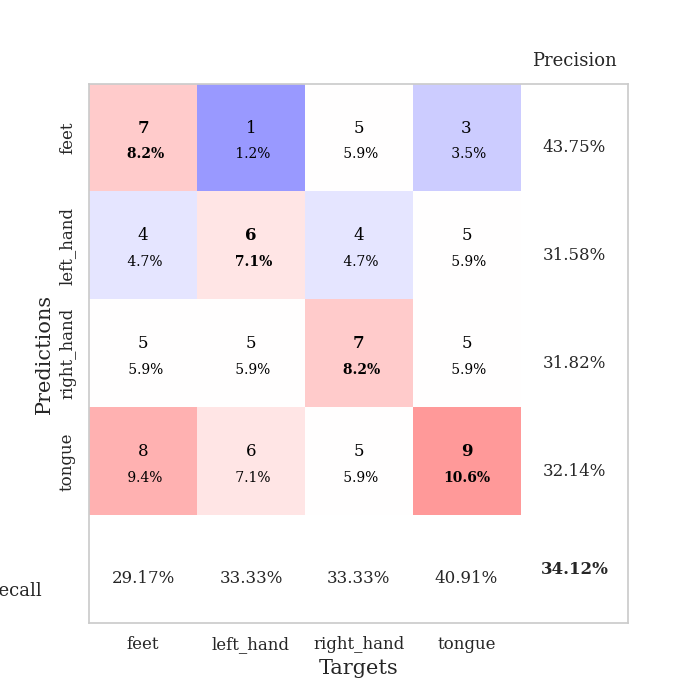 Precision
feet 7 1 5 3 43.75%
8.2% 1.2% 5.9% 3.5%
left_hand 4 6 4 5 31.58%
4.7% 7.1% 4.7% 5.9%
Predictions
right_hand 5 5 7 5 31.82%
5.9% 5.9% 8.2% 5.9%
tongue 8 6 5 9 32.14%
9.4% 7.1% 5.9% 10.6%
ecall 29.17% 33.33% 33.33% 40.91% 34.12%
feet left_hand right_hand tongue
Targets